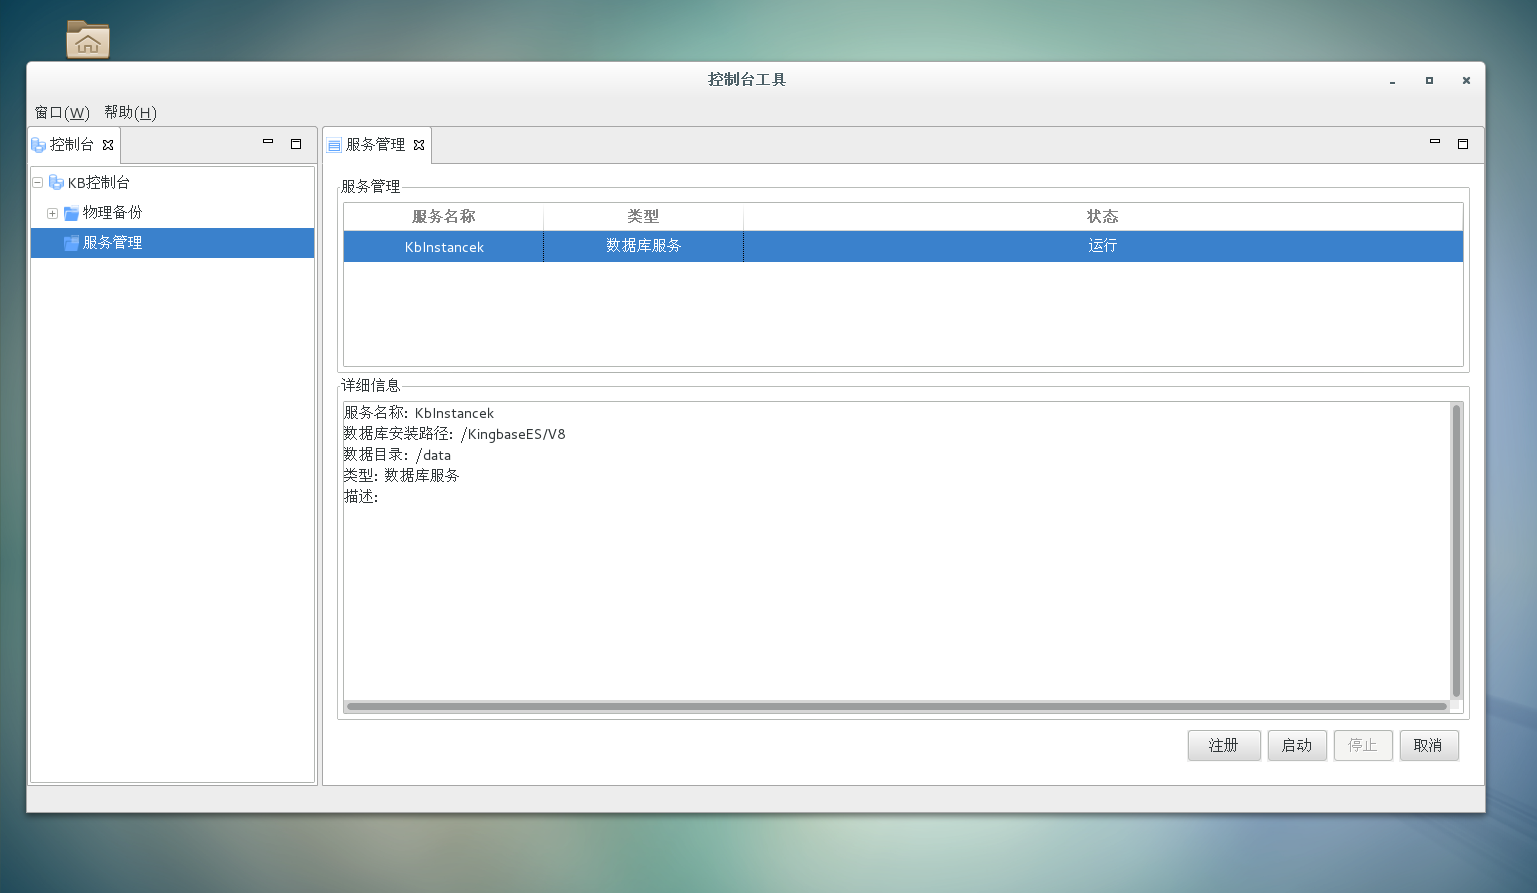 控制台工具
窗口(W) 帮助(H)
控制台
KB控制台
物理备份
服务管理
服务管理
服务管理
服务名称 类型 状态
KbInstancek 数据库服务 运行
详细信息
服务名称: KbInstancek
数据库安装路径: /KingbaseES/V8
数据目录: /data
类型: 数据库服务
描述:
注册 启动 停止 取消